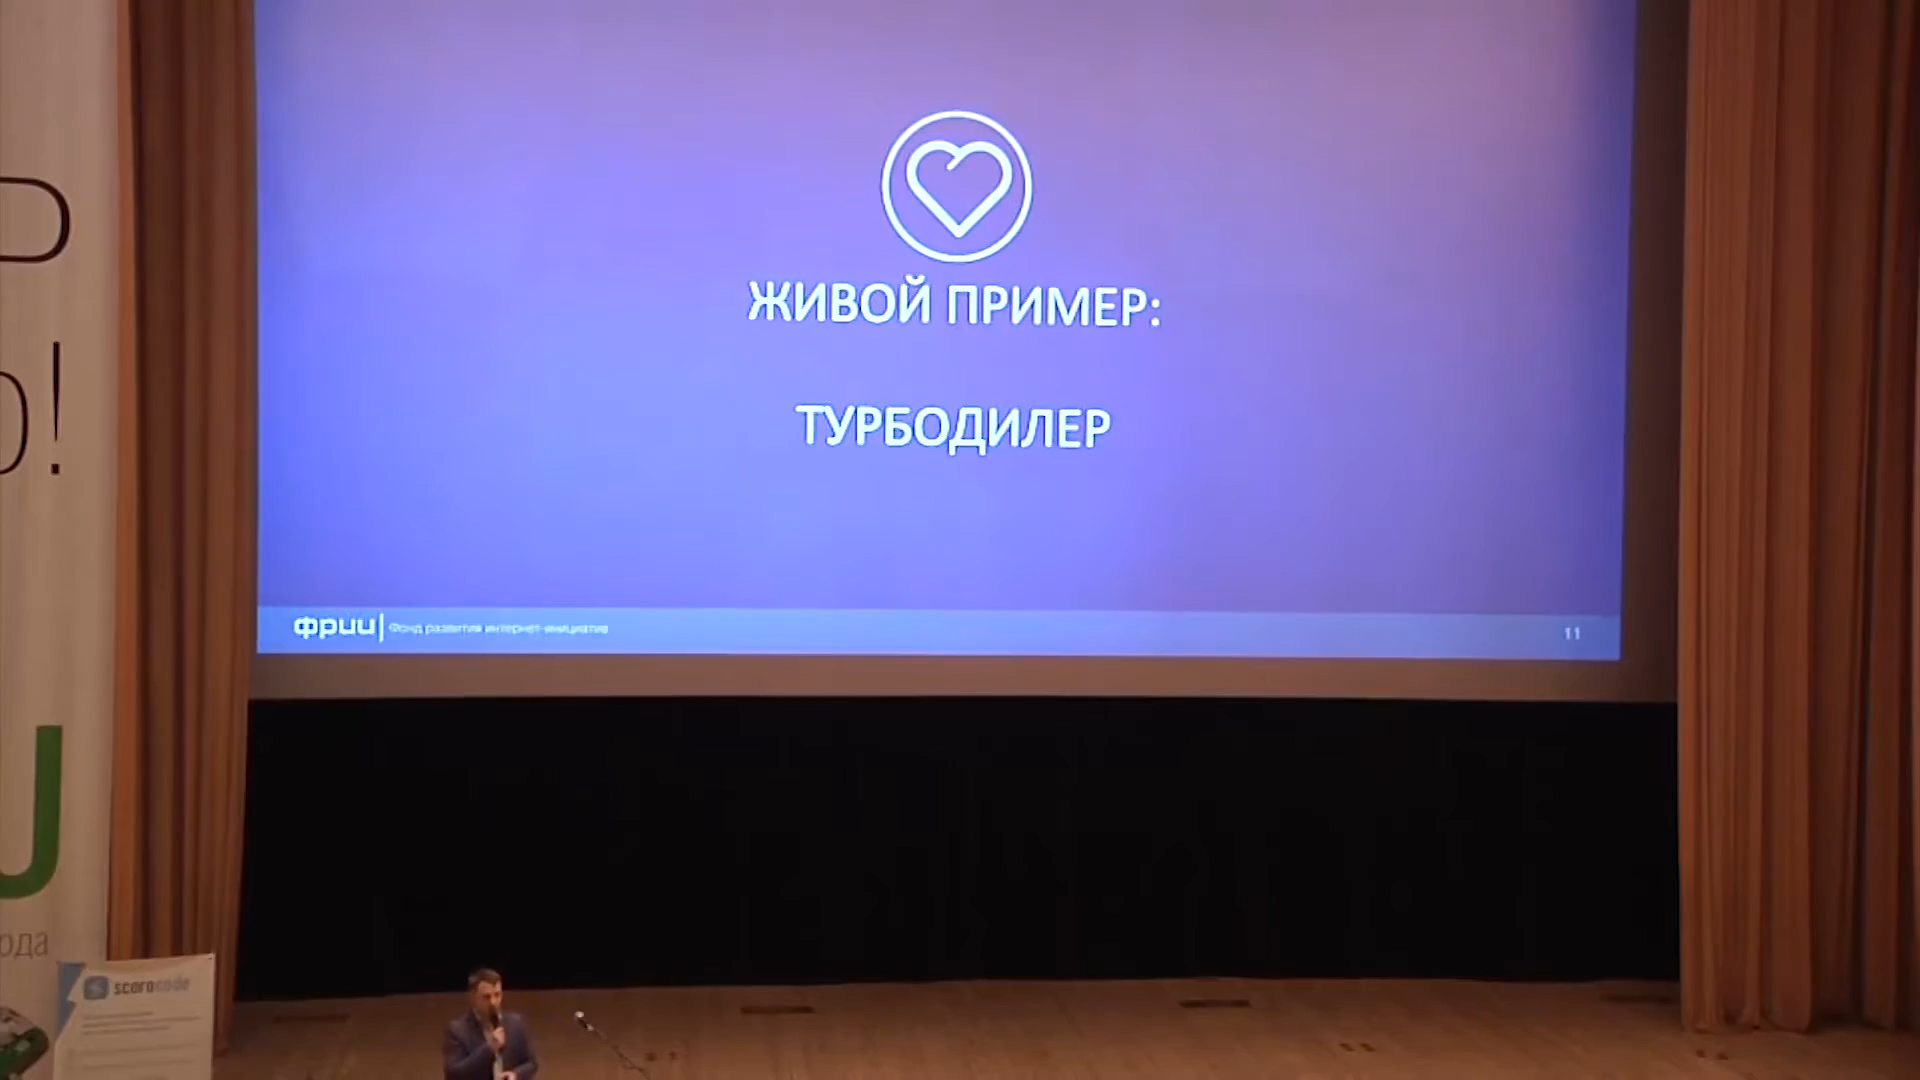 ЖИВОЙ ПРИМЕР:
ТУРБОДИЛЕР
фрии
Фонд развития интернет-инициатив
11
scorocode